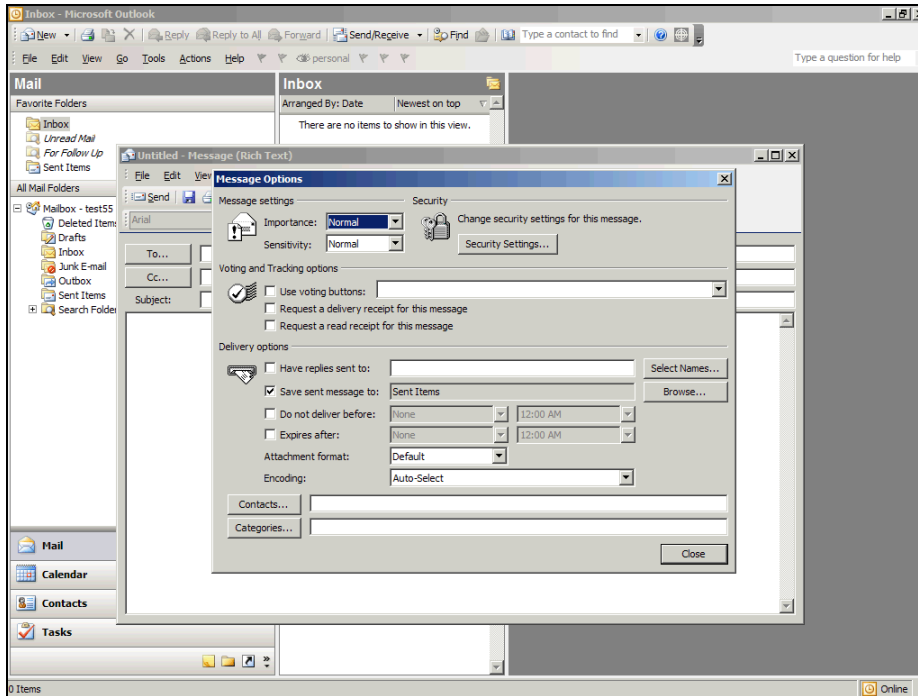 Inbox - Microsoft Outlook
New Reply Reply to All Forward Send/Receive Find Type a contact to find
File Edit View Go Tools Actions Help personal Type a question for help
Mail
Favorite Folders
Inbox
Unread Mail
For Follow Up
Sent Items
All Mail Folders
Mailbox - test55
Deleted Items
Drafts
Inbox
Junk E-mail
Outbox
Sent Items
Search Folder
Mail
Calendar
Contacts
Tasks
0 Items
Inbox
Arranged By: Date Newest on top
There are no items to show in this view.
Untitled - Message (Rich Text)
File Edit View
Send
Arial
To...
Cc...
Subject:
Message Options
Message settings Security
Importance: Normal Change security settings for this message.
Sensitivity: Normal Security Settings...
Voting and Tracking options
Use voting buttons:
Request a delivery receipt for this message
Request a read receipt for this message
Delivery options
Have replies sent to: Select Names...
Save sent message to: Sent Items Browse...
Do not deliver before: None 12:00 AM
Expires after: None 12:00 AM
Attachment format: Default
Encoding: Auto-Select
Contacts...
Categories...
Close
Online